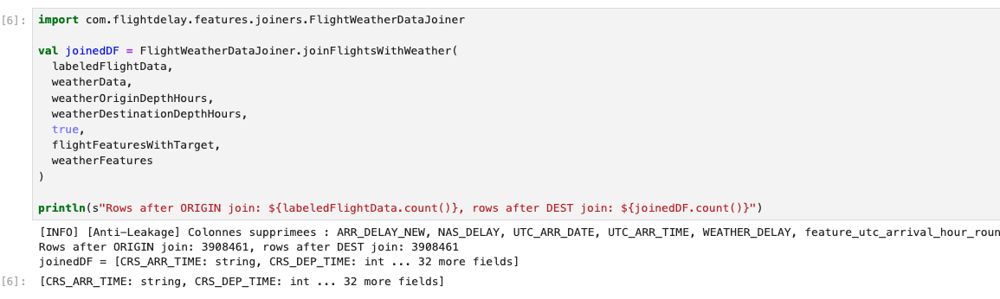 [6]: import com.flightdelay.features.joiners.FlightWeatherDataJoiner
val joinedDF = FlightWeatherDataJoiner.joinFlightsWithWeather(
labeledFlightData,
weatherData,
weatherOriginDepthHours,
weatherDestinationDepthHours,
true,
flightFeaturesWithTarget,
weatherFeatures
)
println(s"Rows after ORIGIN join: ${labeledFlightData.count()}, rows after DEST join: ${joinedDF.count()}")
[INFO] [Anti-Leakage] Colonnes supprimees : ARR_DELAY_NEW, NAS_DELAY, UTC_ARR_DATE, UTC_ARR_TIME, WEATHER_DELAY, feature_utc_arrival_hour_roun
Rows after ORIGIN join: 3908461, rows after DEST join: 3908461
joinedDF = [CRS_ARR_TIME: string, CRS_DEP_TIME: int ... 32 more fields]
[6]: [CRS_ARR_TIME: string, CRS_DEP_TIME: int ... 32 more fields]